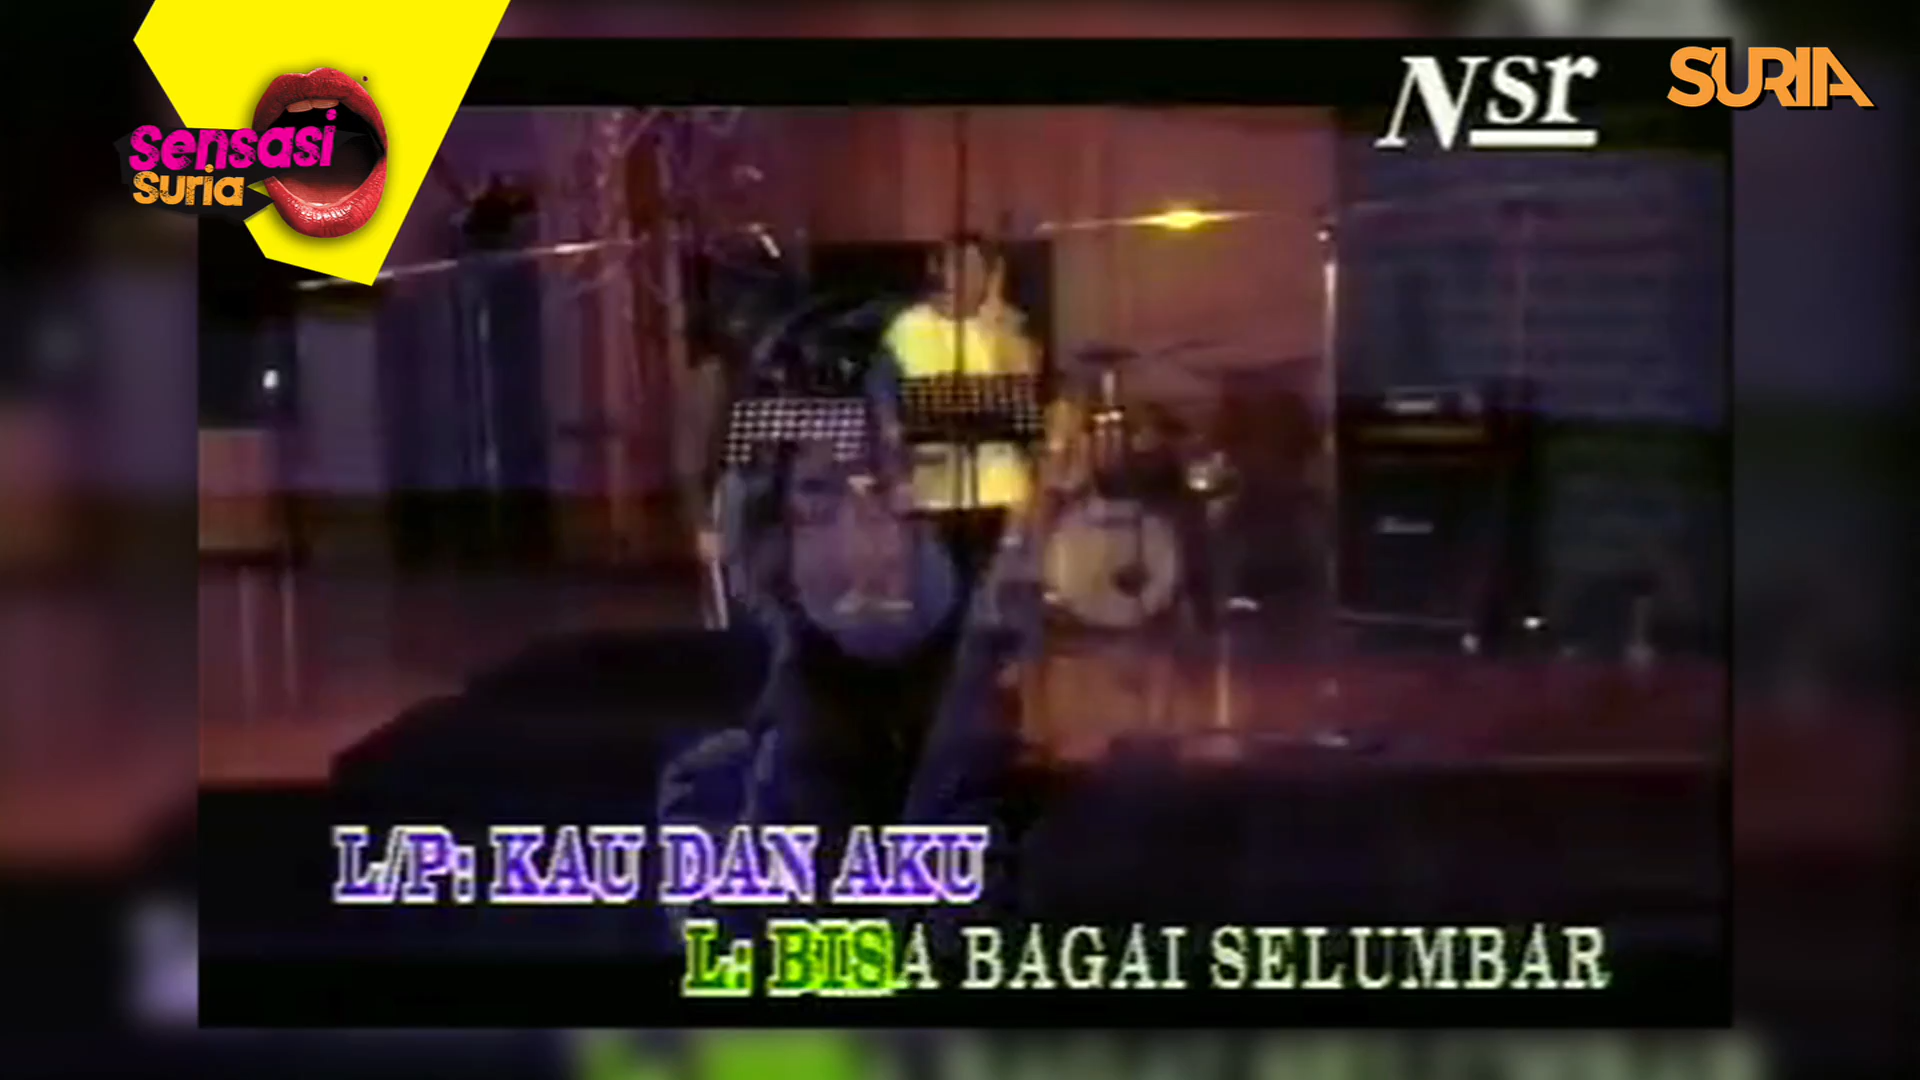 Sensasi
Suria
Nsr
SURIA
L/P: KAU DAN AKU
L: BISA BAGAI SELUMBAR